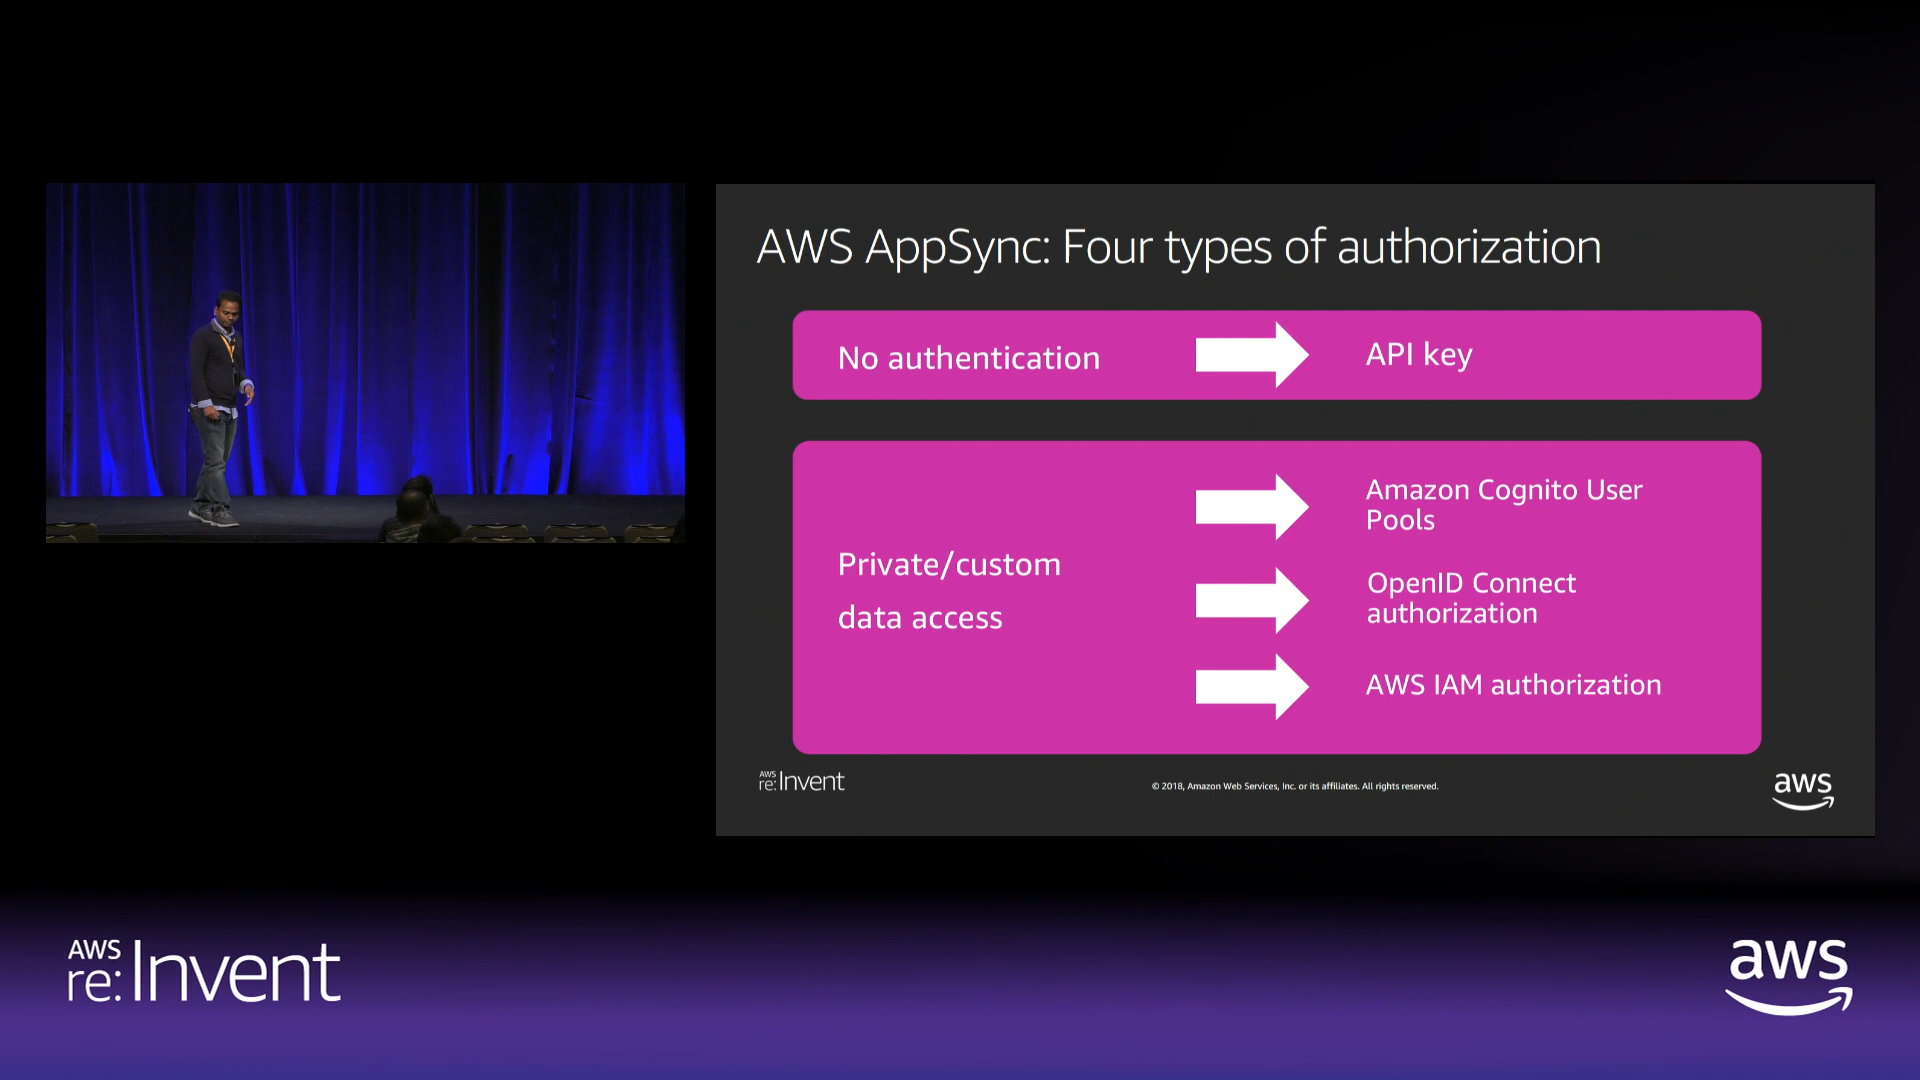 AWS AppSync: Four types of authorization
No authentication
API key
Private/custom
data access
Amazon Cognito User
Pools
OpenID Connect
authorization
AWS IAM authorization
AWS
re:Invent
© 2018, Amazon Web Services, Inc. or its affiliates. All rights reserved.
aws
AWS
re:Invent
aws